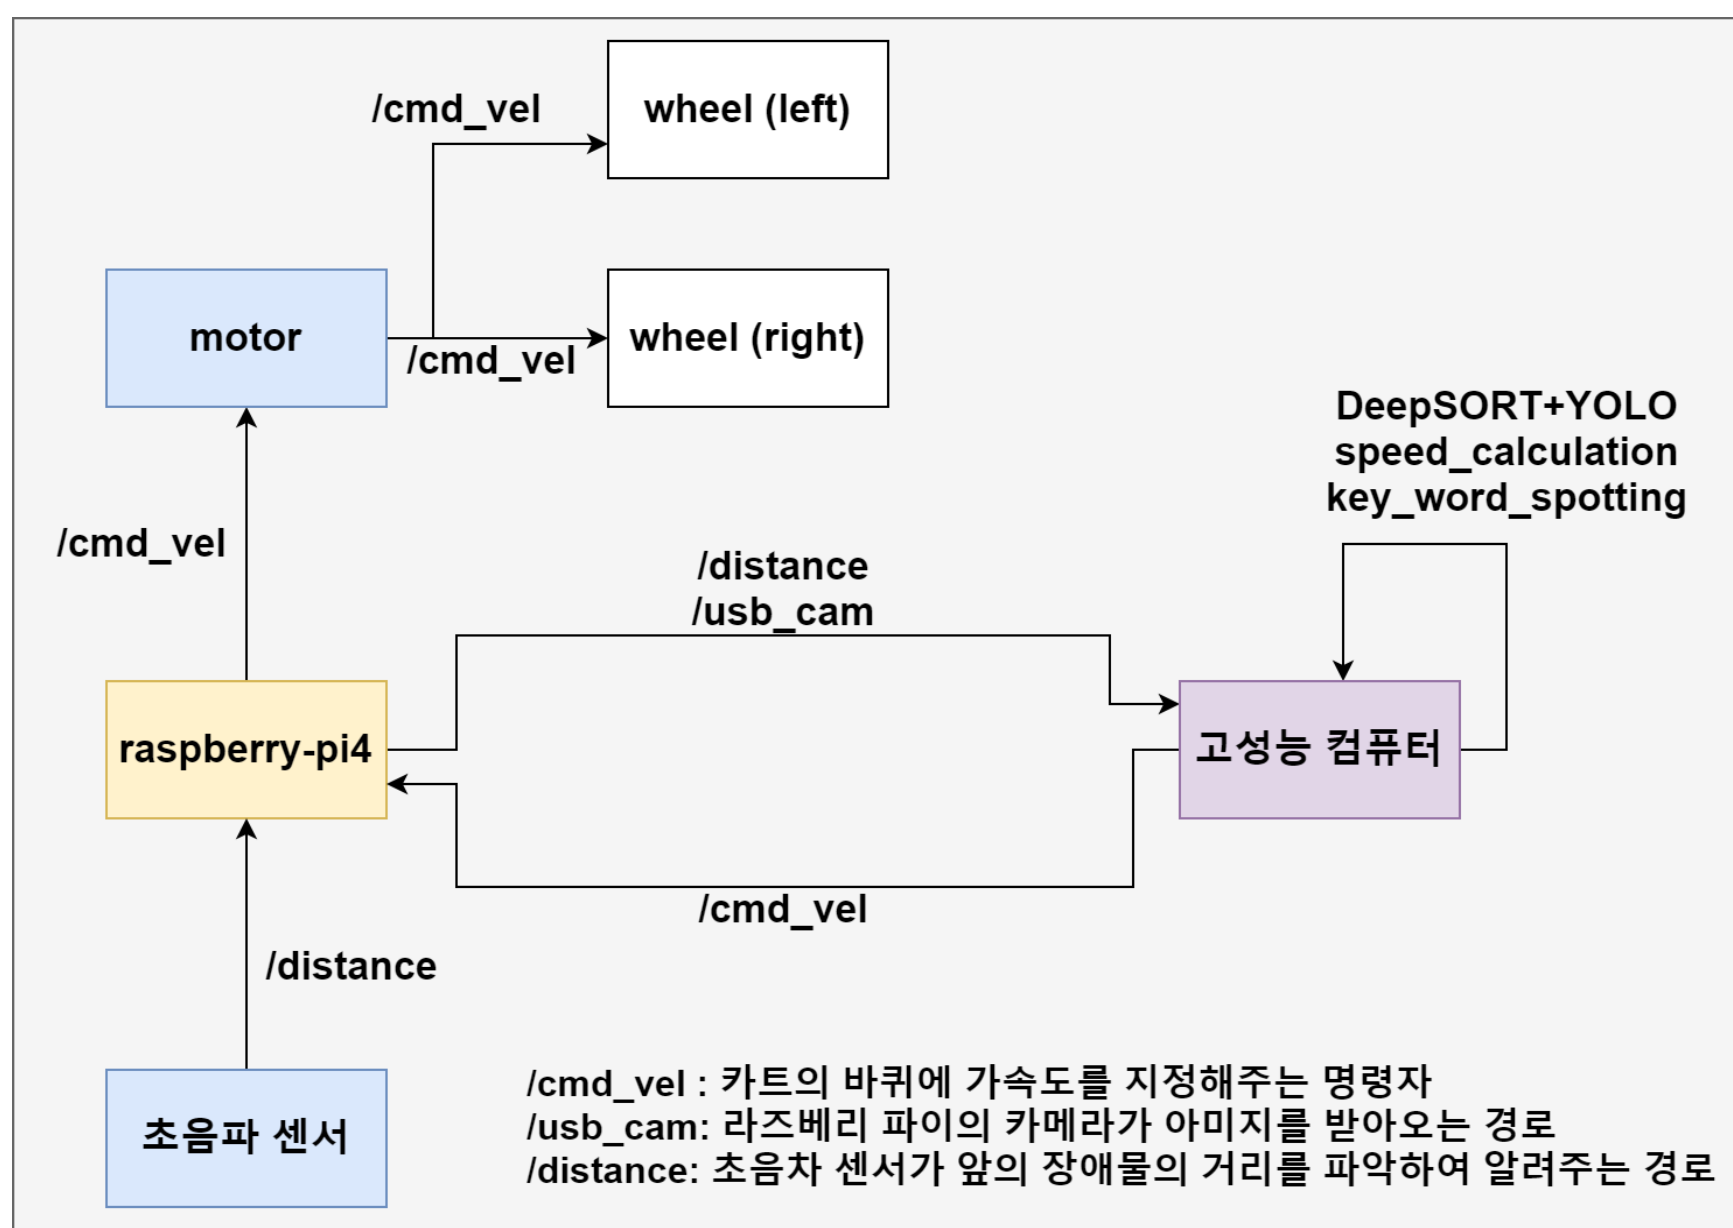 /cmd_vel
wheel (left)
motor
/cmd_vel
wheel (right)
DeepSORT+YOLO
speed_calculation
key_word_spotting
/cmd_vel
/distance
/usb_cam
raspberry-pi4
고성능 컴퓨터
/cmd_vel
/distance
초음파 센서
/cmd_vel : 카트의 바퀴에 가속도를 지정해주는 명령자
/usb_cam: 라즈베리 파이의 카메라가 아미지를 받아오는 경로
/distance: 초음차 센서가 앞의 장애물의 거리를 파악하여 알려주는 경로